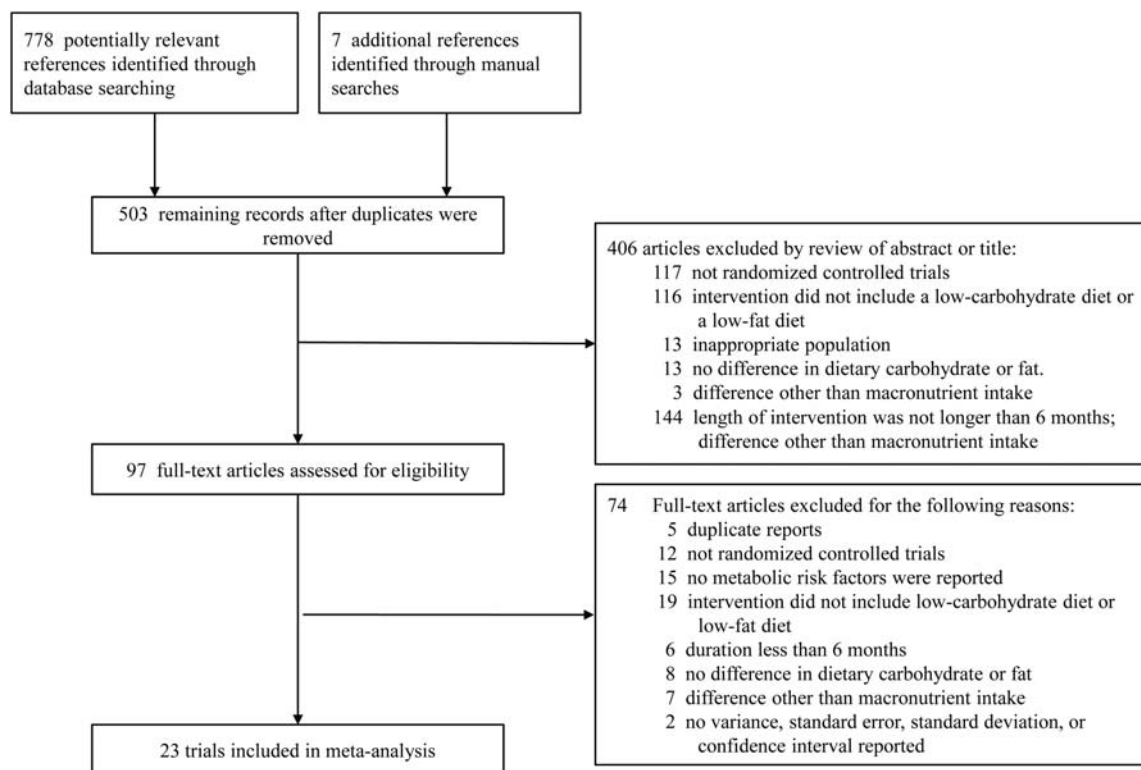 778 potentially relevant
references identified through
database searching
7 additional references
identified through manual
searches
503 remaining records after duplicates were
removed
406 articles excluded by review of abstract or title:
117 not randomized controlled trials
116 intervention did not include a low-carbohydrate diet or
a low-fat diet
13 inappropriate population
13 no difference in dietary carbohydrate or fat.
3 difference other than macronutrient intake
144 length of intervention was not longer than 6 months;
difference other than macronutrient intake
97 full-text articles assessed for eligibility
74 Full-text articles excluded for the following reasons:
5 duplicate reports
12 not randomized controlled trials
15 no metabolic risk factors were reported
19 intervention did not include low-carbohydrate diet or
low-fat diet
6 duration less than 6 months
8 no difference in dietary carbohydrate or fat
7 difference other than macronutrient intake
2 no variance, standard error, standard deviation, or
confidence interval reported
23 trials included in meta-analysis